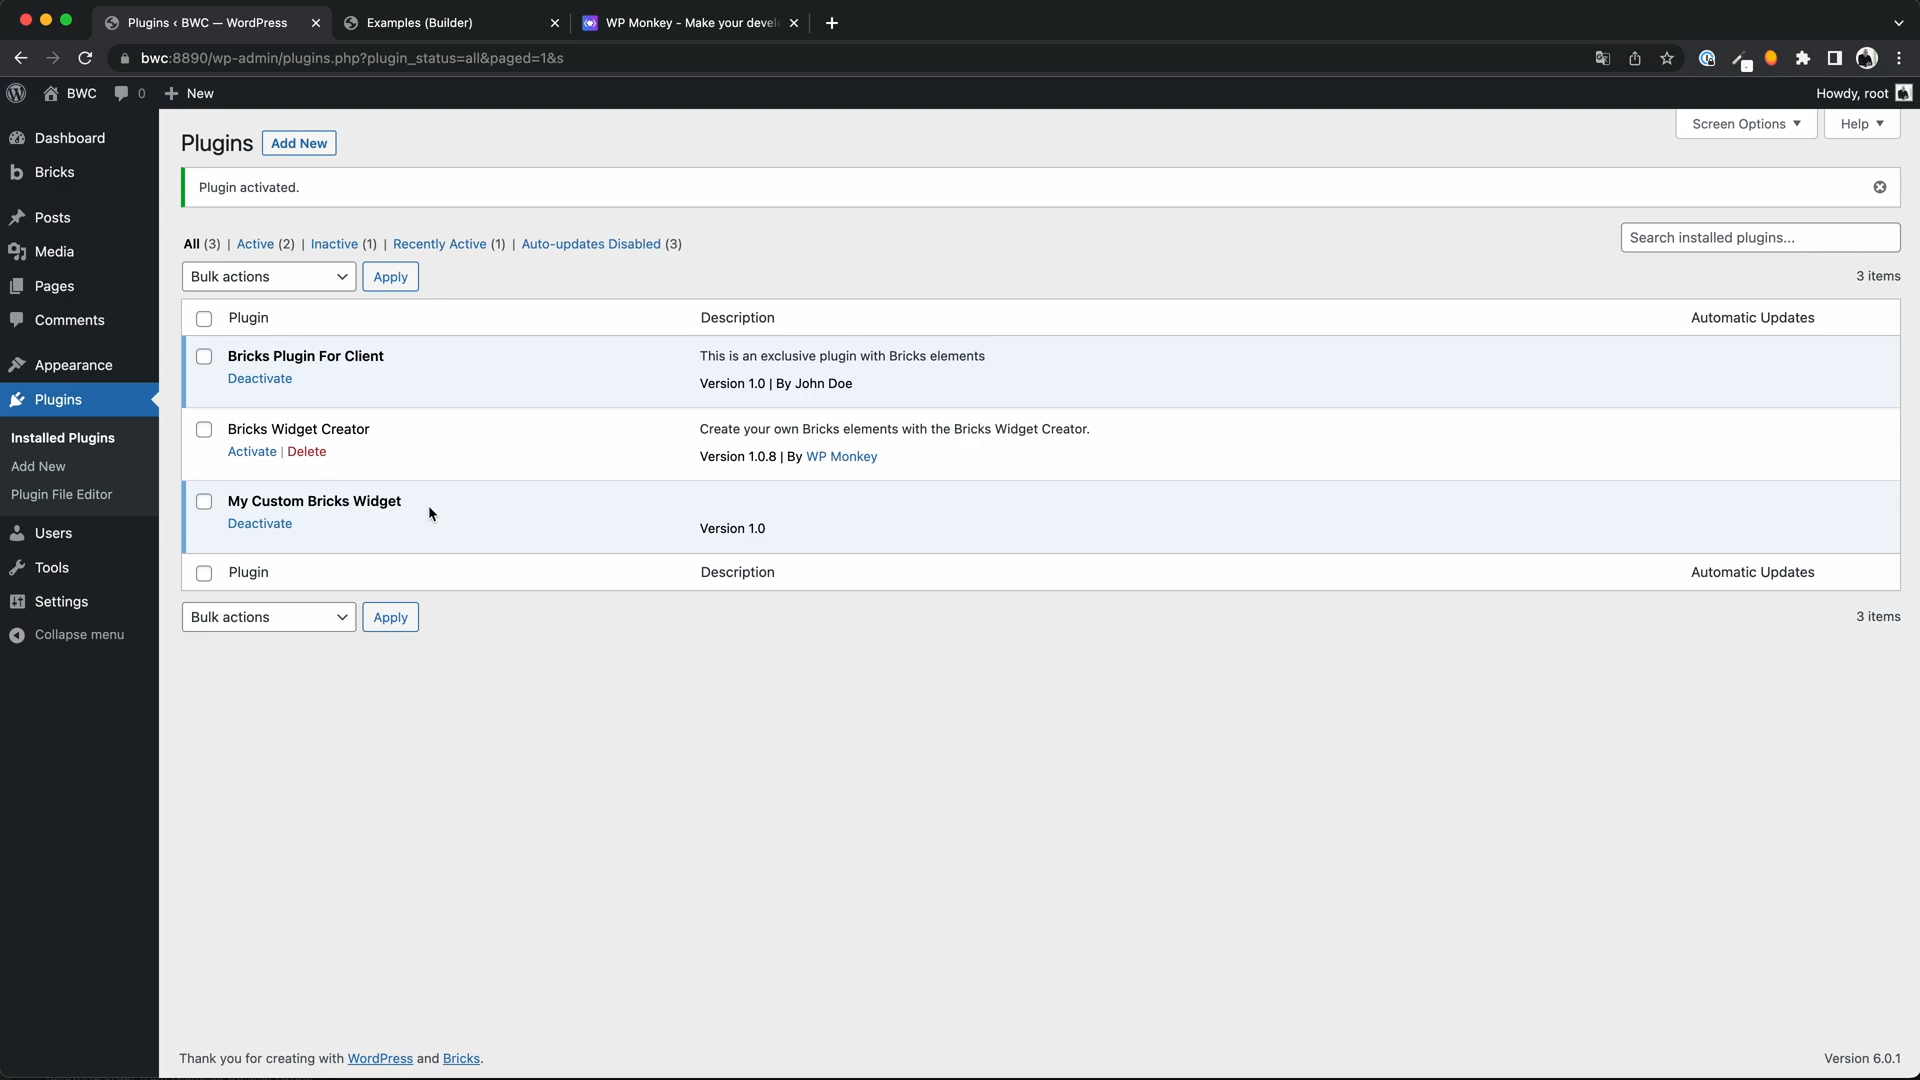 Plugins ‹ BWC — WordPress
Examples (Builder)
WP Monkey - Make your devel
bwc:8890/wp-admin/plugins.php?plugin_status=all&paged=1&s
BWC
0
New
Howdy, root
Dashboard
Bricks
Posts
Media
Pages
Comments
Appearance
Plugins
Installed Plugins
Add New
Plugin File Editor
Users
Tools
Settings
Collapse menu
Screen Options
Help
Plugins
Add New
Plugin activated.
All (3) | Active (2) | Inactive (1) | Recently Active (1) | Auto-updates Disabled (3)
Search installed plugins...
Bulk actions
Apply
3 items
Plugin
Description
Automatic Updates
Bricks Plugin For Client
Deactivate
This is an exclusive plugin with Bricks elements
Version 1.0 | By John Doe
Bricks Widget Creator
Activate | Delete
Create your own Bricks elements with the Bricks Widget Creator.
Version 1.0.8 | By WP Monkey
My Custom Bricks Widget
Deactivate
Version 1.0
Plugin
Description
Automatic Updates
Bulk actions
Apply
3 items
Thank you for creating with WordPress and Bricks.
Version 6.0.1